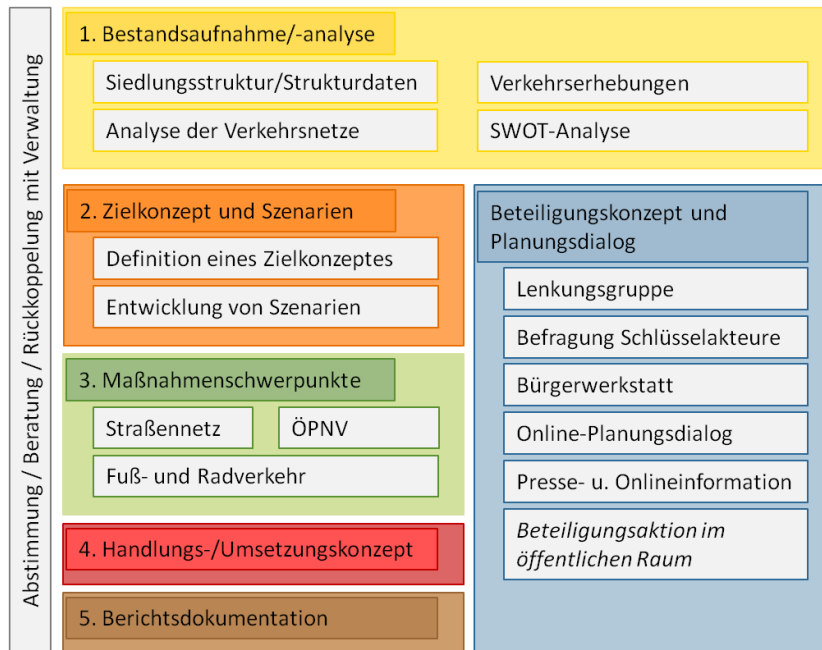 Abstimmung / Beratung / Rückkoppelung mit Verwaltung
1. Bestandsaufnahme/-analyse
Siedlungsstruktur/Strukturdaten
Verkehrserhebungen
Analyse der Verkehrsnetze
SWOT-Analyse
2. Zielkonzept und Szenarien
Definition eines Zielkonzeptes
Entwicklung von Szenarien
3. Maßnahmenschwerpunkte
Straßennetz
ÖPNV
Fuß- und Radverkehr
4. Handlungs-/Umsetzungskonzept
5. Berichtsdokumentation
Beteiligungskonzept und
Planungsdialog
Lenkungsgruppe
Befragung Schlüsselakteure
Bürgerwerkstatt
Online-Planungsdialog
Presse- u. Onlineinformation
Beteiligungsaktion im
öffentlichen Raum